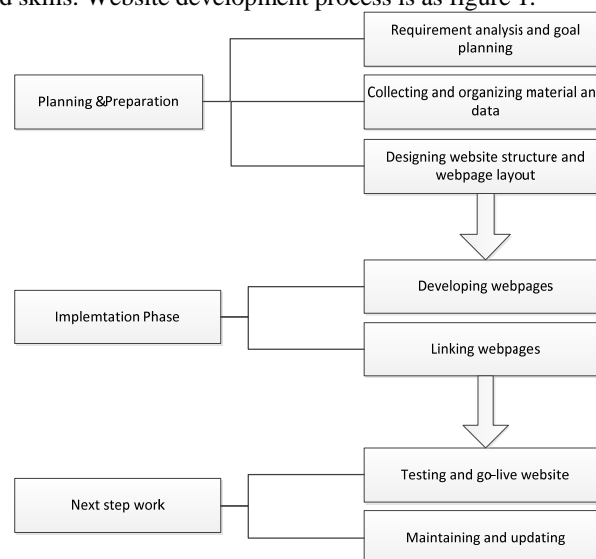 d skills. Website development process is as figure 1.
Requirement analysis and goal
planning
Planning &Preparation
Collecting and organizing material an
data
Designing website structure and
webpage layout
Developing webpages
Implemtation Phase
Linking webpages
Testing and go-live website
Next step work
Maintaining and updating